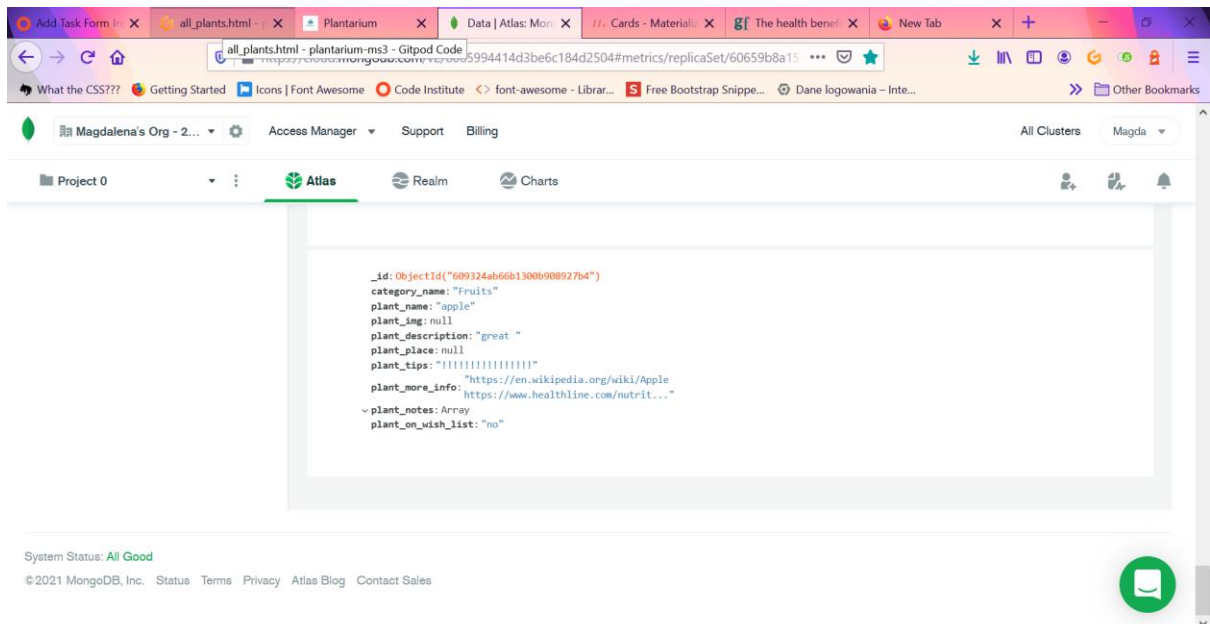 Add Task Form In
all_plants.html - p
Plantarium
Data | Atlas: Mon
Cards - Materializ
gf The health benefi
New Tab
all_plants.html - plantarium-ms3 - Gitpod Code
5994414d3be6c184d2504#metrics/replicaSet/60659b8a15
What the CSS???
Getting Started
Icons | Font Awesome
Code Institute
font-awesome - Librar...
S Free Bootstrap Snippe...
Dane logowania – Inte...
Other Bookmarks
Magdalena's Org - 2...
Access Manager
Support
Billing
All Clusters
Magda
Project 0
Atlas
Realm
Charts
_id: ObjectId("609324ab66b1300b908927b4")
category_name: "Fruits"
plant_name: "apple"
plant_img: null
plant_description: "great "
plant_place: null
plant_tips: "!!!!!!!!!!!!!!!!"
plant_more_info: "https://en.wikipedia.org/wiki/Apple
https://www.healthline.com/nutrit..."
plant_notes: Array
plant_on_wish_list: "no"
System Status: All Good
©2021 MongoDB, Inc. Status Terms Privacy Atlas Blog Contact Sales